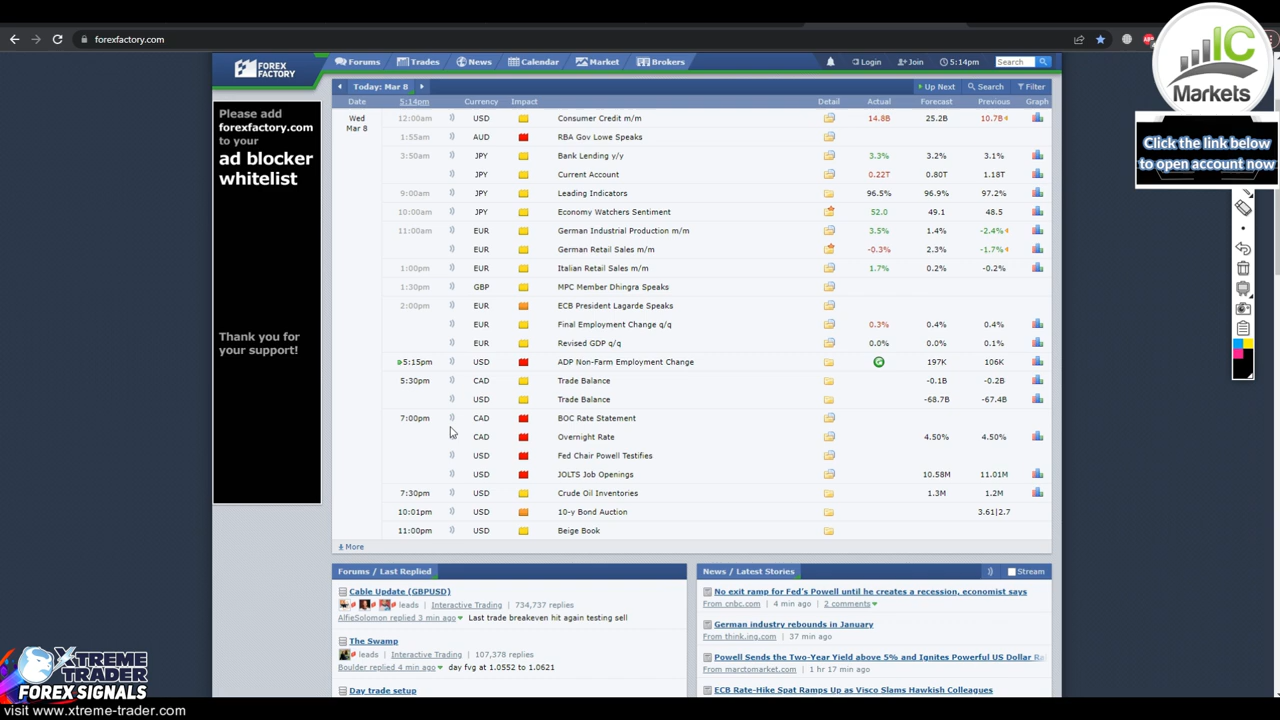 forexfactory.com
IC
Markets
Click the link below
to open account now
FOREX
FACTORY
Forums Trades News Calendar Market Brokers Login Join 5:14pm Search
Please add
forexfactory.com
to your
ad blocker
whitelist
Thank you for
your support!
Today: Mar 8 Up Next Search Filter
Date 5:14pm Currency Impact Detail Actual Forecast Previous Graph
Wed
Mar 8
12:00am USD Consumer Credit m/m 14.8B 25.2B 10.7B
1:55am AUD RBA Gov Lowe Speaks
3:50am JPY Bank Lending y/y 3.3% 3.2% 3.1%
JPY Current Account 0.22T 0.80T 1.18T
9:00am JPY Leading Indicators 96.5% 96.9% 97.2%
10:00am JPY Economy Watchers Sentiment 52.0 49.1 48.5
11:00am EUR German Industrial Production m/m 3.5% 1.4% -2.4%
EUR German Retail Sales m/m -0.3% 2.3% -1.7%
1:00pm EUR Italian Retail Sales m/m 1.7% 0.2% -0.2%
1:30pm GBP MPC Member Dhingra Speaks
2:00pm EUR ECB President Lagarde Speaks
EUR Final Employment Change q/q 0.3% 0.4% 0.4%
EUR Revised GDP q/q 0.0% 0.0% 0.1%
5:15pm USD ADP Non-Farm Employment Change 197K 106K
5:30pm CAD Trade Balance -0.1B -0.2B
USD Trade Balance -68.7B -67.4B
7:00pm CAD BOC Rate Statement
CAD Overnight Rate 4.50% 4.50%
USD Fed Chair Powell Testifies
USD JOLTS Job Openings 10.58M 11.01M
7:30pm USD Crude Oil Inventories 1.3M 1.2M
10:01pm USD 10-y Bond Auction 3.61|2.7
11:00pm USD Beige Book
More
Forums / Last Replied
Cable Update (GBPUSD)
leads | Interactive Trading | 734,737 replies
AlfieSolomon replied 3 min ago Last trade breakeven hit again testing sell
The Swamp
leads | Interactive Trading | 107,378 replies
Boulder replied 4 min ago day fvg at 1.0552 to 1.0621
Day trade setup
News / Latest Stories Stream
No exit ramp for Fed's Powell until he creates a recession, economist says
From cnbc.com | 4 min ago | 2 comments
German industry rebounds in January
From think.ing.com | 37 min ago
Powell Sends the Two-Year Yield above 5% and Ignites Powerful US Dollar Ra
From marctomarket.com | 1 hr 17 min ago
ECB Rate-Hike Spat Ramps Up as Visco Slams Hawkish Colleagues
XTREME
TRADER
FOREX SIGNALS
visit www.xtreme-trader.com